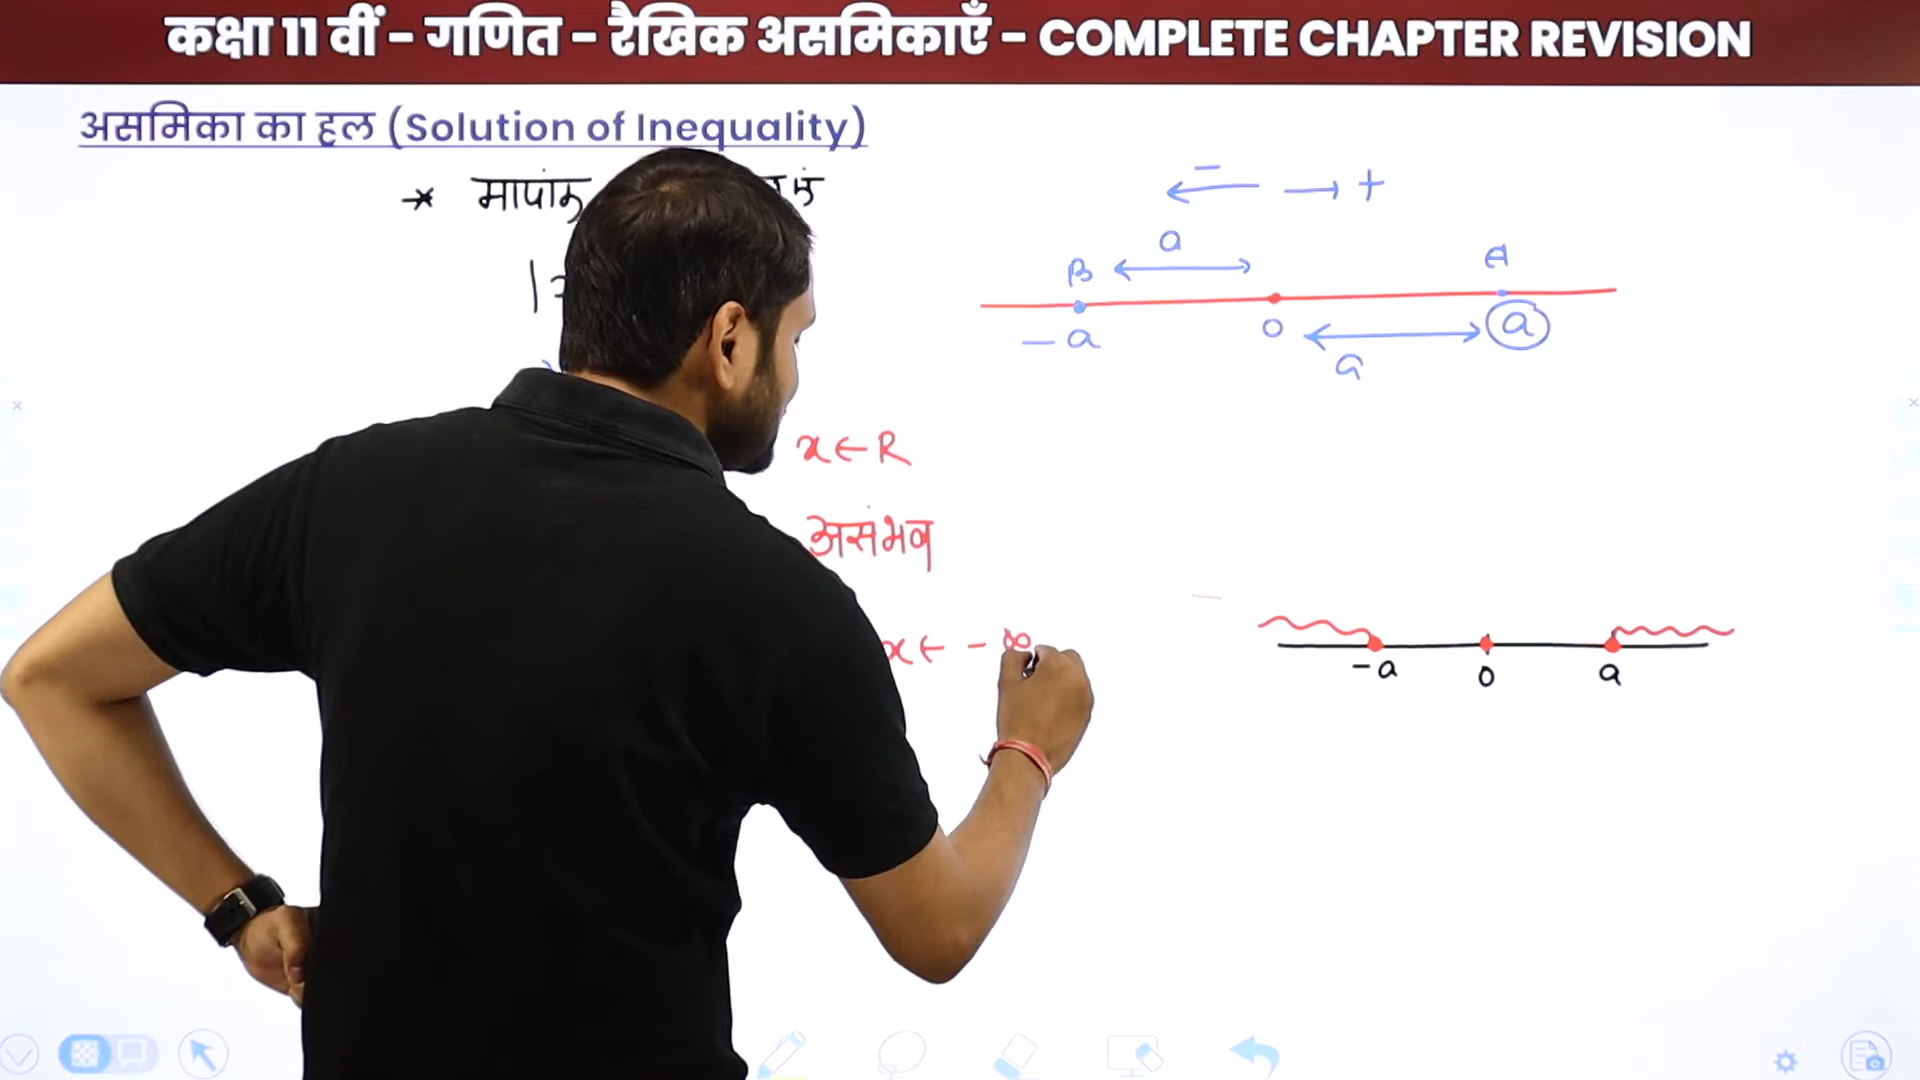 कक्षा 11 वीं - गणित - रैखिक असमिकाएँ - COMPLETE CHAPTER REVISION
असमिका का हल (Solution of Inequality)
* मापांक
← - → +
a
B A
-a 0 a
a
x ∈ R
असंभव
x ∈ - ∞
-a 0 a